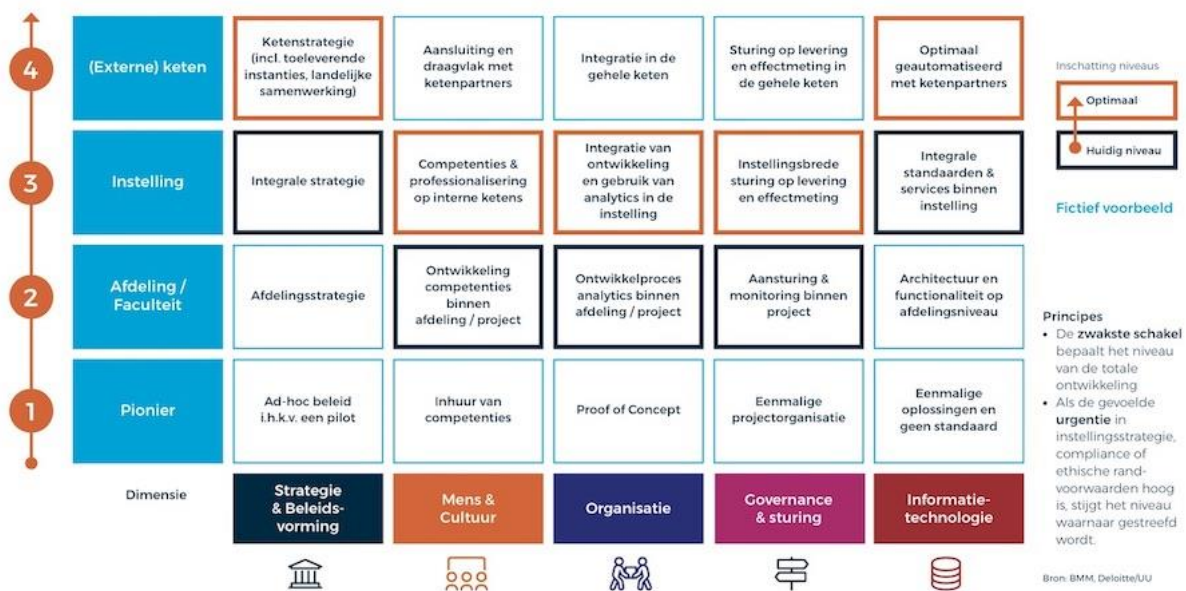 4
(Externe) keten
Ketenstrategie
(incl. toeleverende
instanties, landelijke
samenwerking)
Aansluiting en
draagvlak met
ketenpartners
Integratie in de
gehele keten
Sturing op levering
en effectmeting in
de gehele keten
Optimaal
geautomatiseerd
met ketenpartners
3
Instelling
Integrale strategie
Competenties &
professionalisering
op interne ketens
Integratie van
ontwikkeling
en gebruik van
analytics in de
instelling
Instellingsbrede
sturing op levering
en effectmeting
Integrale
standaarden &
services binnen
instelling
2
Afdeling /
Faculteit
Afdelingsstrategie
Ontwikkeling
competenties
binnen
afdeling / project
Ontwikkelproces
analytics binnen
afdeling / project
Aansturing &
monitoring binnen
project
Architectuur en
functionaliteit op
afdelingsniveau
1
Pionier
Ad-hoc beleid
i.h.k.v. een pilot
Inhuur van
competenties
Proof of Concept
Eenmalige
projectorganisatie
Eenmalige
oplossingen en
geen standaard
Dimensie
Strategie
& Beleids-
vorming
Mens &
Cultuur
Organisatie
Governance
& sturing
Informatie-
technologie
Inschatting niveaus
Optimaal
Huidig niveau
Fictief voorbeeld
Principes
• De zwakste schakel
bepaalt het niveau
van de totale
ontwikkeling
• Als de gevoelde
urgentie in
instellingsstrategie,
compliance of
ethische rand-
voorwaarden hoog
is, stijgt het niveau
waarnaar gestreefd
wordt.
Bron: BMM, Deloitte/UU